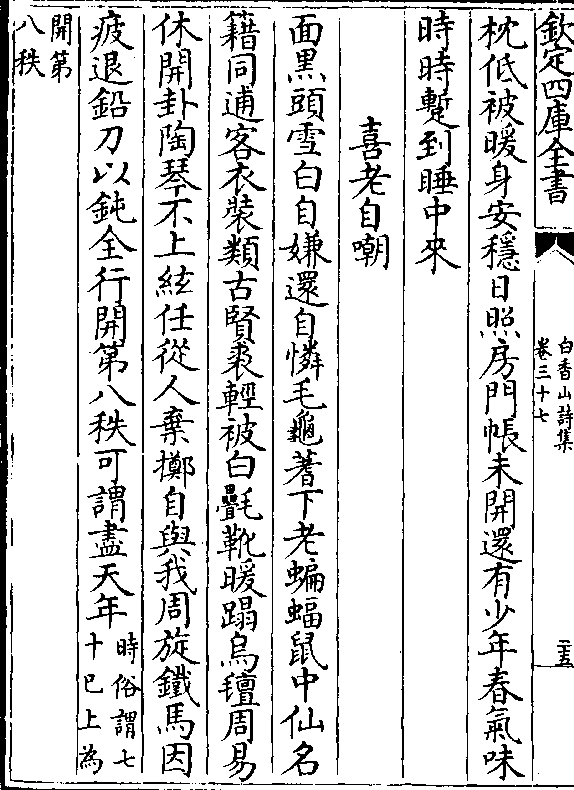 欽定四庫全書
白香山詩集
卷三十七
二十五
枕低被暖身安穩日照房門帳未開還有少年春氣味
時時蹔到睡中來
喜老自嘲
面黒頭雪白自嫌還自憐毛龜蓍下老蝙蝠鼠中仙名
籍同逋客衣裝類古賢裘輕被白㲲靴暖蹋烏氊周易
休開卦陶琴不上絃任從人棄擲自與我周旋鐵馬因
疲退鉛刀以鈍全行開第八秩可謂盡天年時俗謂七
十已上為
開第
八秩